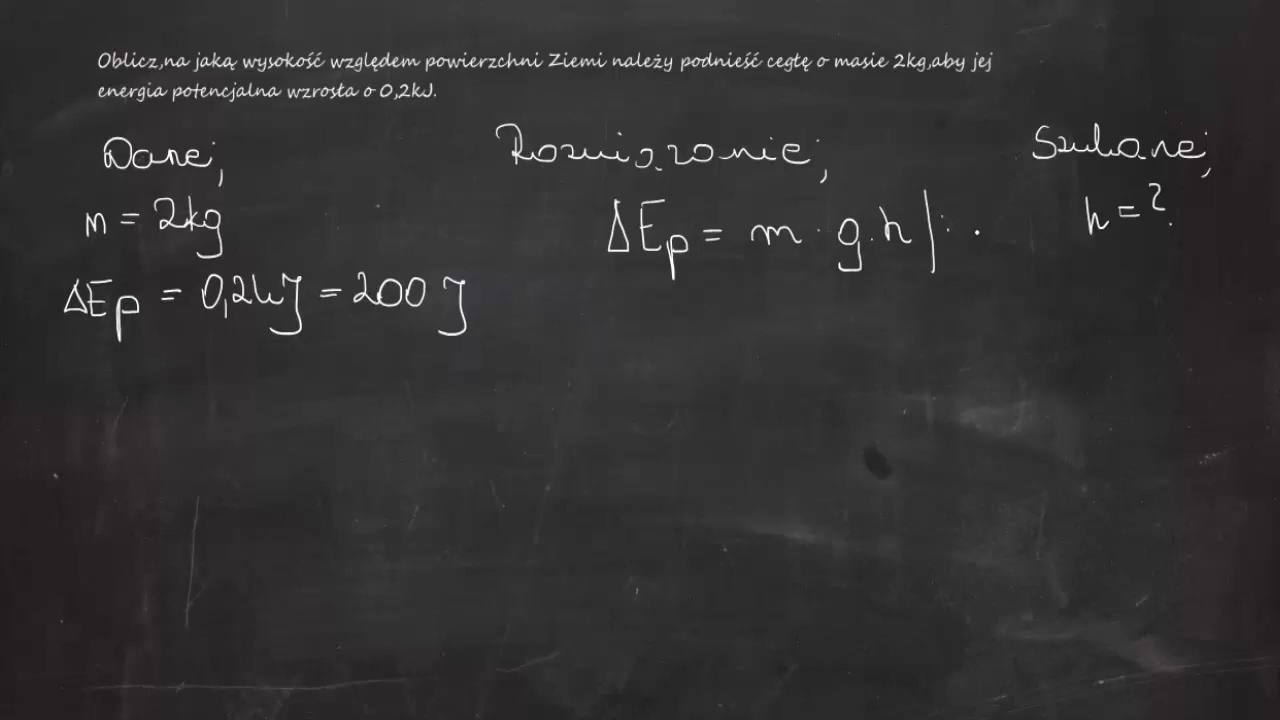 Oblicz,na jaką wysokość względem powierzchni Ziemi należy podnieść cegłę o masie 2kg,aby jej
energia potencjalna wzrosła o 0,2kJ.
Dane;
Rozwiązanie;
Szukane;
m = 2kg
ΔEp = m · g · h | : .
h = ?
ΔEp = 0,2kJ = 200 J